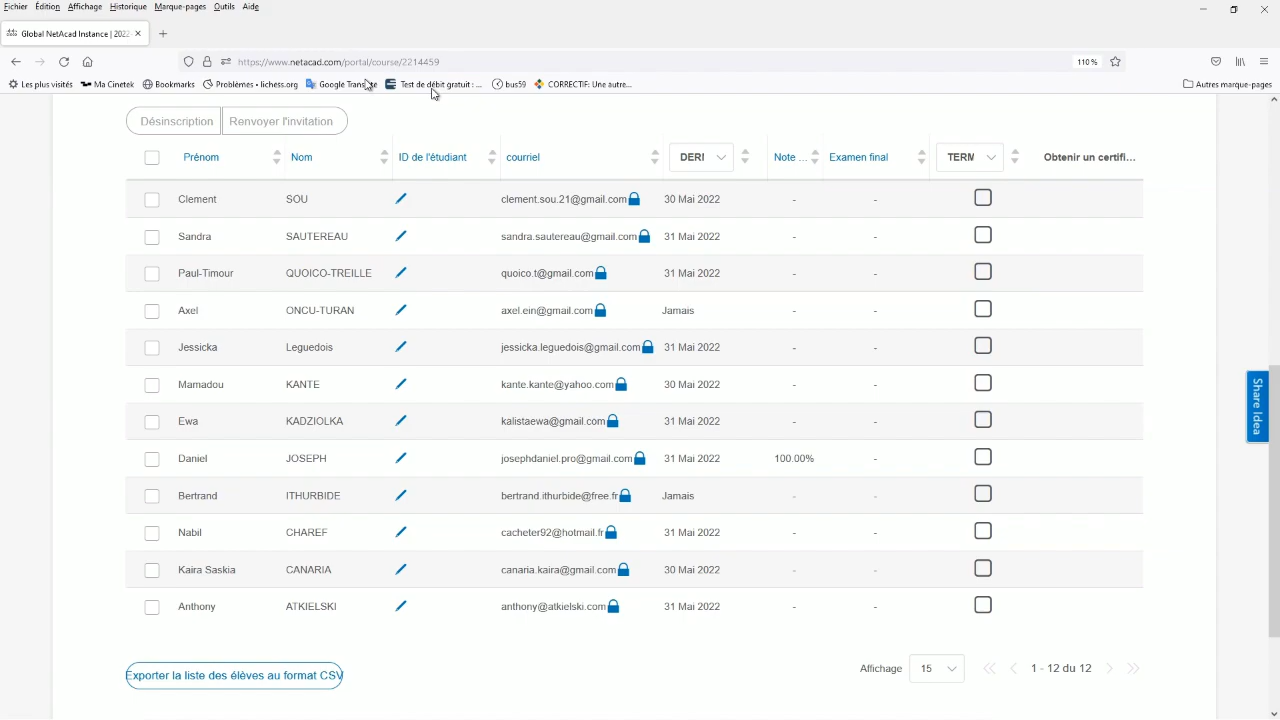 Fichier Édition Affichage Historique Marque-pages Outils Aide
Global NetAcad Instance | 2022-
https://www.netacad.com/portal/course/2214459
110 %
Les plus visités Ma Cinetek Bookmarks Problèmes • lichess.org Google Trans Test de débit gratuit : ... bus59 CORRECTIF: Une autre... Autres marque-pages
Désinscription Renvoyer l'invitation
Prénom Nom ID de l'étudiant courriel DERI Note ... Examen final TERM Obtenir un certifi...
Clement SOU clement.sou.21@gmail.com 30 Mai 2022 - -
Sandra SAUTEREAU sandra.sautereau@gmail.com 31 Mai 2022 - -
Paul-Timour QUOICO-TREILLE quoico.t@gmail.com 31 Mai 2022 - -
Axel ONCU-TURAN axel.ein@gmail.com Jamais - -
Jessicka Leguedois jessicka.leguedois@gmail.com 31 Mai 2022 - -
Mamadou KANTE kante.kante@yahoo.com 30 Mai 2022 - -
Ewa KADZIOLKA kalistaewa@gmail.com 31 Mai 2022 - -
Daniel JOSEPH josephdaniel.pro@gmail.com 31 Mai 2022 100.00% -
Bertrand ITHURBIDE bertrand.ithurbide@free.fr Jamais - -
Nabil CHAREF cacheter92@hotmail.fr 31 Mai 2022 - -
Kaira Saskia CANARIA canaria.kaira@gmail.com 30 Mai 2022 - -
Anthony ATKIELSKI anthony@atkielski.com 31 Mai 2022 - -
Share Idea
Exporter la liste des élèves au format CSV
Affichage 15 1 - 12 du 12